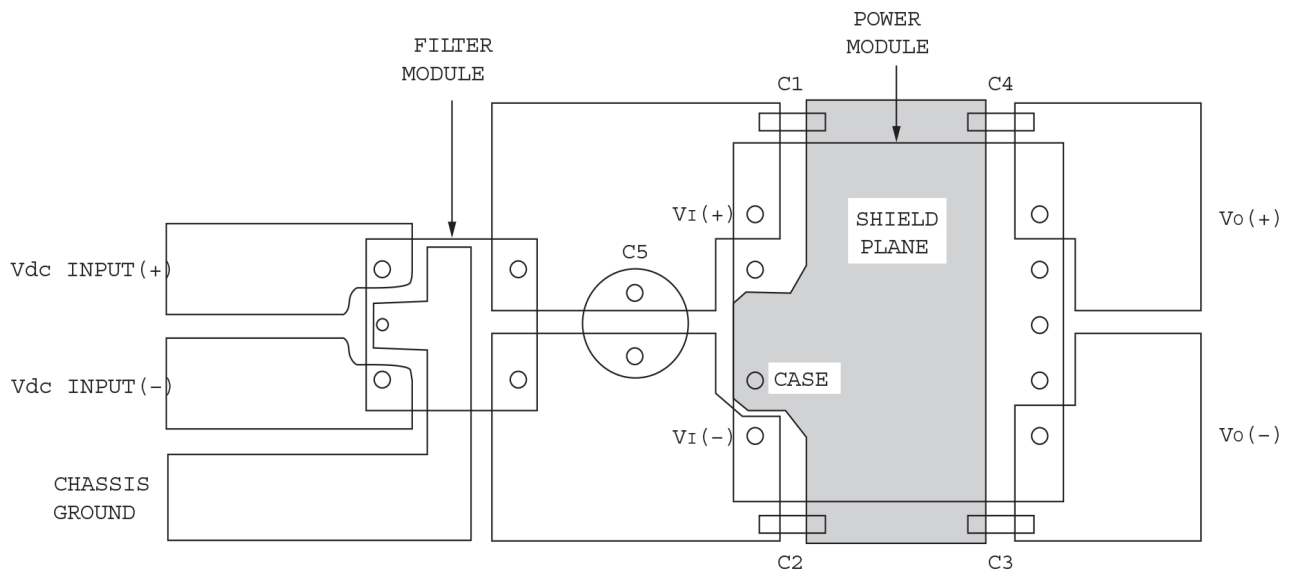 POWER
MODULE
FILTER
MODULE
C1
C4
VI(+)
SHIELD
PLANE
VO(+)
C5
Vdc INPUT(+)
Vdc INPUT(-)
CASE
VI(-)
VO(-)
CHASSIS
GROUND
C2
C3